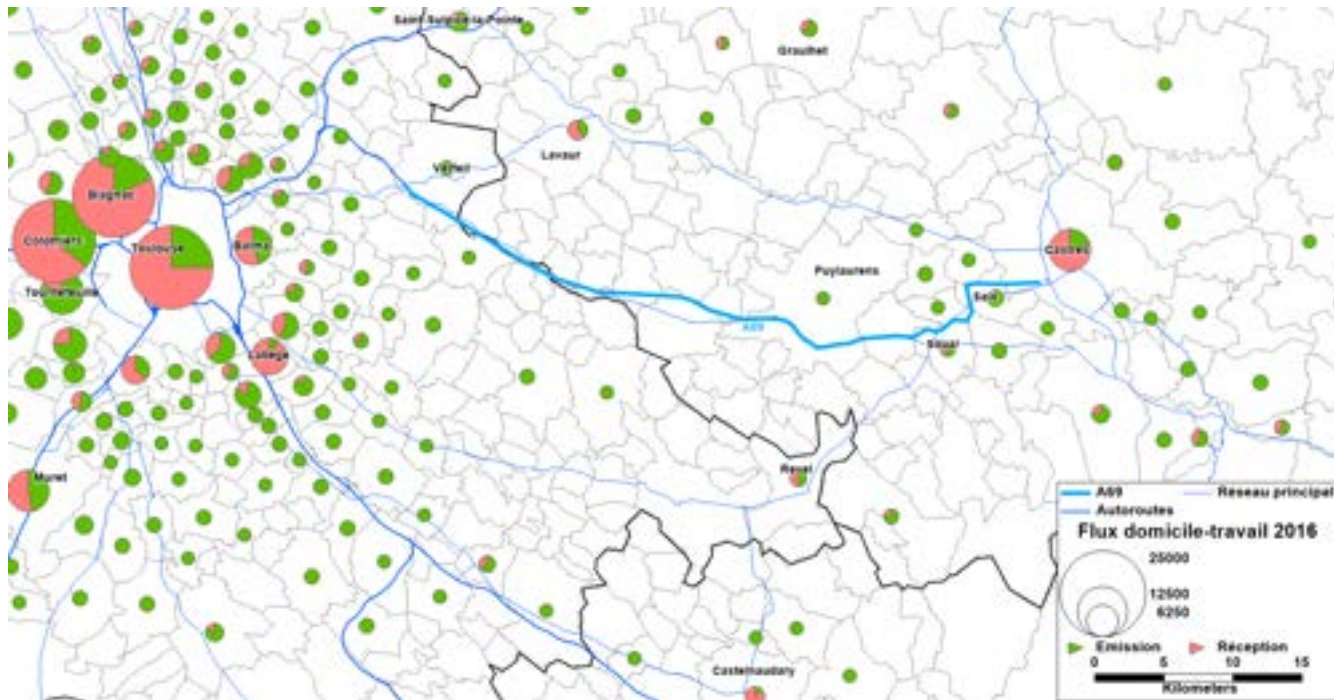 Saint-Sulpice-la-Pointe
Graulhet
Verfeil
Lavaur
Blagnac
Colomiers
Toulouse
Balma
Castres
Tournefeuille
Puylaurens
Saïx
A69
Soual
Labège
Muret
Revel
Castelnaudary
A69
Réseau principal
Autoroutes
Flux domicile-travail 2016
25000
12500
6250
Emission
Réception
0 5 10 15
Kilometers